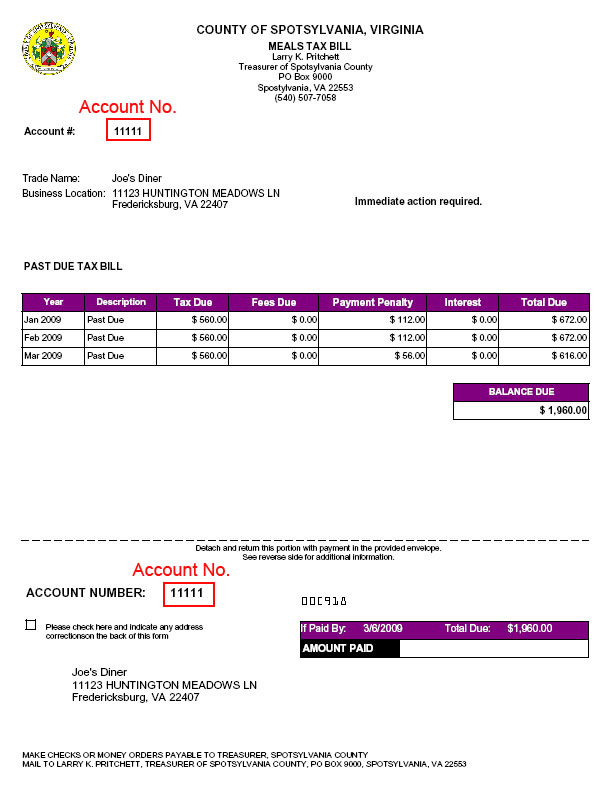 COUNTY OF SPOTSYLVANIA, VIRGINIA
MEALS TAX BILL
Larry K. Pritchett
Treasurer of Spotsylvania County
PO Box 9000
Spostylvania, VA 22553
(540) 507-7058
Account No.
Account #: 11111
Trade Name: Joe's Diner
Business Location: 11123 HUNTINGTON MEADOWS LN
Fredericksburg, VA 22407
Immediate action required.
PAST DUE TAX BILL
Year Description Tax Due Fees Due Payment Penalty Interest Total Due
Jan 2009 Past Due $ 560.00 $ 0.00 $ 112.00 $ 0.00 $ 672.00
Feb 2009 Past Due $ 560.00 $ 0.00 $ 112.00 $ 0.00 $ 672.00
Mar 2009 Past Due $ 560.00 $ 0.00 $ 56.00 $ 0.00 $ 616.00
BALANCE DUE
$ 1,960.00
Detach and return this portion with payment in the provided envelope.
See reverse side for additional information.
Account No.
ACCOUNT NUMBER: 11111
00C918
Please check here and indicate any address
correctionson the back of this form
If Paid By: 3/6/2009 Total Due: $1,960.00
AMOUNT PAID
Joe's Diner
11123 HUNTINGTON MEADOWS LN
Fredericksburg, VA 22407
MAKE CHECKS OR MONEY ORDERS PAYABLE TO TREASURER, SPOTSYLVANIA COUNTY
MAIL TO LARRY K. PRITCHETT, TREASURER OF SPOTSYLVANIA COUNTY, PO BOX 9000, SPOTSYLVANIA, VA 22553